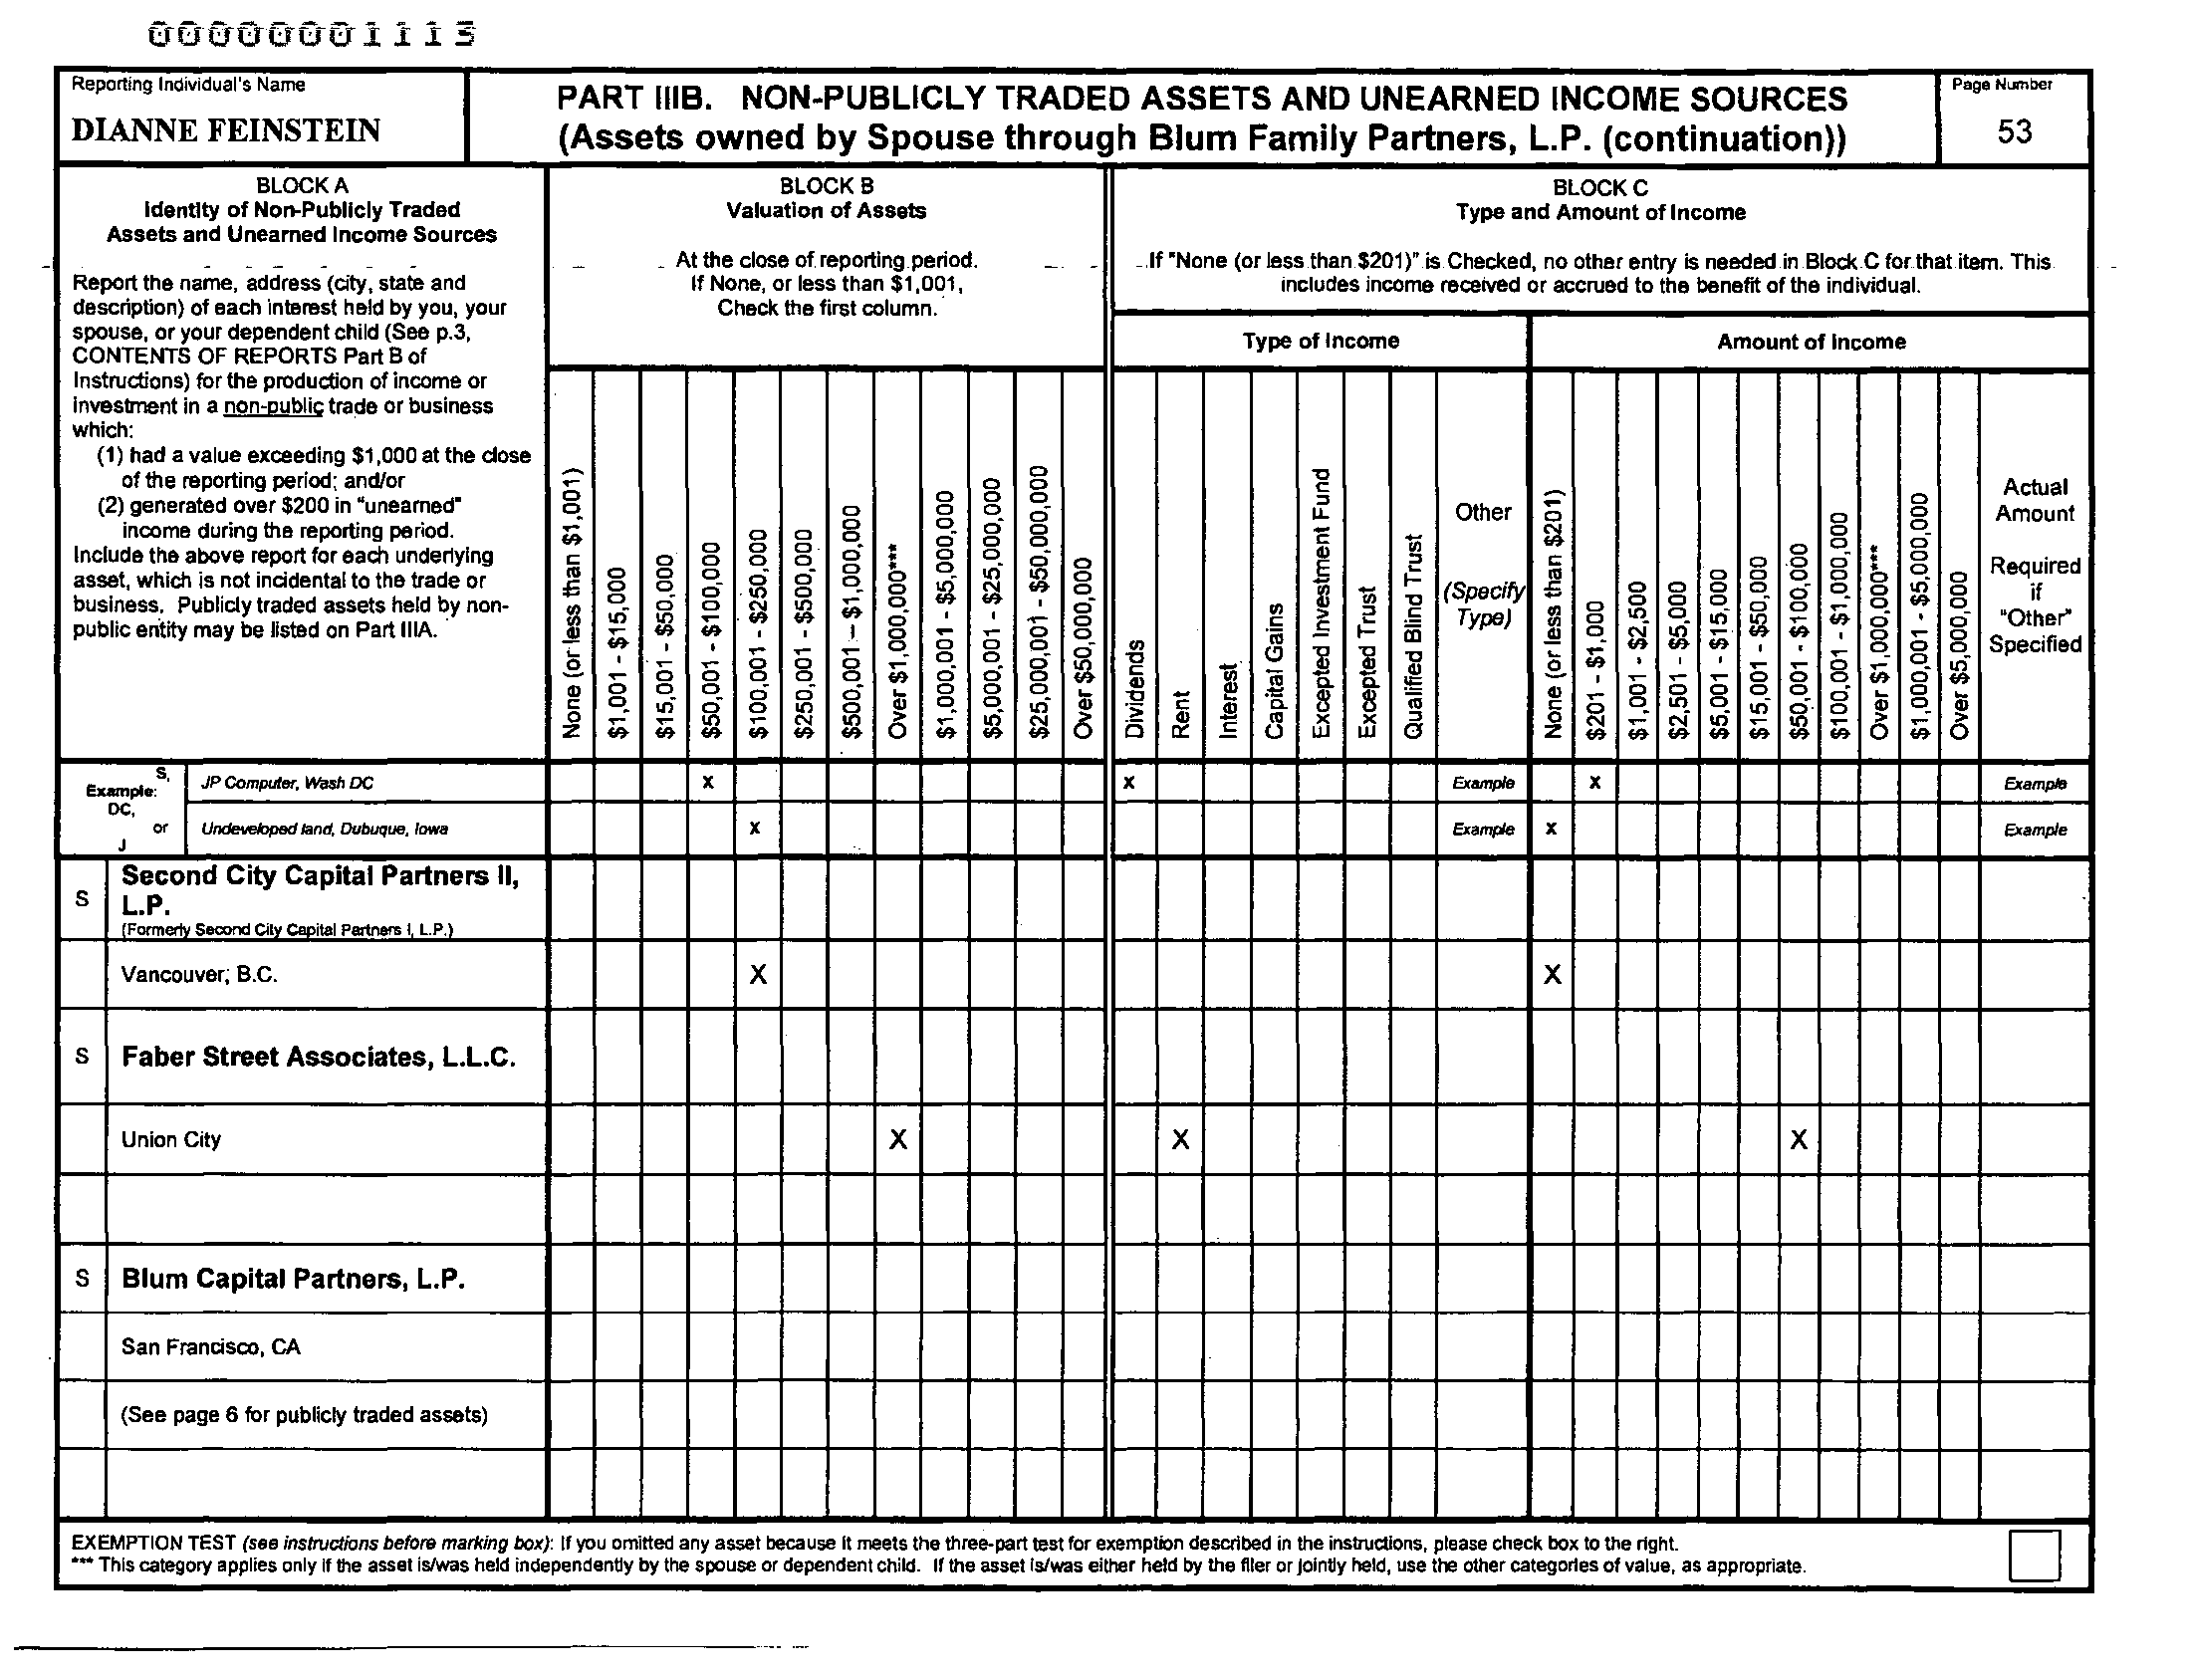 00000001115
Reporting Individual's Name
DIANNE FEINSTEIN
PART IIIB. NON-PUBLICLY TRADED ASSETS AND UNEARNED INCOME SOURCES
(Assets owned by Spouse through Blum Family Partners, L.P. (continuation))
Page Number
53
BLOCK A
Identity of Non-Publicly Traded
Assets and Unearned Income Sources
Report the name, address (city, state and
description) of each interest held by you, your
spouse, or your dependent child (See p.3,
CONTENTS OF REPORTS Part B of
Instructions) for the production of income or
investment in a non-public trade or business
which:
(1) had a value exceeding $1,000 at the close
of the reporting period; and/or
(2) generated over $200 in "unearned"
income during the reporting period.
Include the above report for each underlying
asset, which is not incidental to the trade or
business. Publicly traded assets held by non-
public entity may be listed on Part IIIA.
BLOCK B
Valuation of Assets
At the close of reporting period.
If None, or less than $1,001,
Check the first column.
BLOCK C
Type and Amount of Income
If "None (or less than $201)" is Checked, no other entry is needed in Block C for that item. This
includes income received or accrued to the benefit of the individual.
Type of Income
Amount of Income
None (or less than $1,001)
$1,001 - $15,000
$15,001 - $50,000
$50,001 - $100,000
$100,001 - $250,000
$250,001 - $500,000
$500,001 - $1,000,000
Over $1,000,000***
$1,000,001 - $5,000,000
$5,000,001 - $25,000,000
$25,000,001 - $50,000,000
Over $50,000,000
Dividends
Rent
Interest
Capital Gains
Excepted Investment Fund
Excepted Trust
Qualified Blind Trust
Other
(Specify
Type)
None (or less than $201)
$201 - $1,000
$1,001 - $2,500
$2,501 - $5,000
$5,001 - $15,000
$15,001 - $50,000
$50,001 - $100,000
$100,001 - $1,000,000
Over $1,000,000***
$1,000,001 - $5,000,000
Over $5,000,000
Actual
Amount
Required
if
"Other"
Specified
S,
Example:
DC,
or
J
JP Computer, Wash DC X X Example X Example
Undeveloped land, Dubuque, Iowa X Example X Example
S Second City Capital Partners II,
L.P.
(Formerly Second City Capital Partners I, L.P.)
Vancouver, B.C. X X
S Faber Street Associates, L.L.C.
Union City X X X
S Blum Capital Partners, L.P.
San Francisco, CA
(See page 6 for publicly traded assets)
EXEMPTION TEST (see instructions before marking box): If you omitted any asset because it meets the three-part test for exemption described in the instructions, please check box to the right.
*** This category applies only if the asset is/was held independently by the spouse or dependent child. If the asset is/was either held by the filer or jointly held, use the other categories of value, as appropriate.